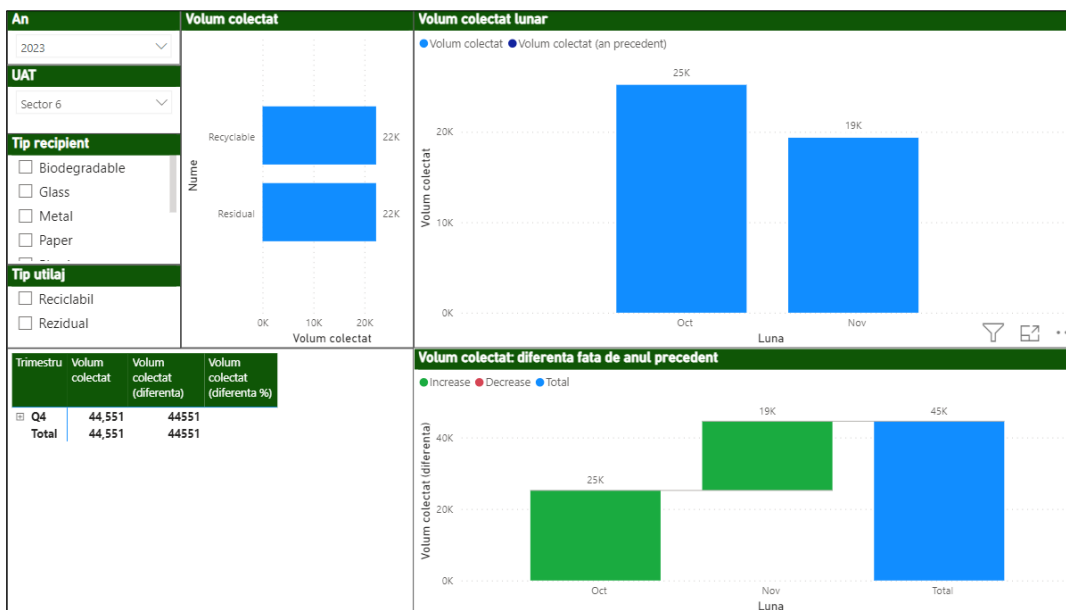 An
2023
UAT
Sector 6
Tip recipient
Biodegradable
Glass
Metal
Paper
Tip utilaj
Reciclabil
Rezidual
Volum colectat
Nume
Recyclable
22K
Residual
22K
0K 10K 20K
Volum colectat
Volum colectat lunar
Volum colectat Volum colectat (an precedent)
Volum colectat
25K
20K
19K
10K
0K
Oct Nov
Luna
Trimestru Volum colectat Volum colectat (diferenta) Volum colectat (diferenta %)
Q4 44,551 44551
Total 44,551 44551
Volum colectat: diferenta fata de anul precedent
Increase Decrease Total
Volum colectat (diferenta)
19K 45K
40K
25K
20K
0K
Oct Nov Total
Luna